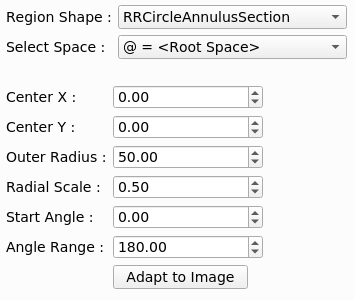 Region Shape : RRCircleAnnulusSection
Select Space : @ = <Root Space>
Center X : 0.00
Center Y : 0.00
Outer Radius : 50.00
Radial Scale : 0.50
Start Angle : 0.00
Angle Range : 180.00
Adapt to Image